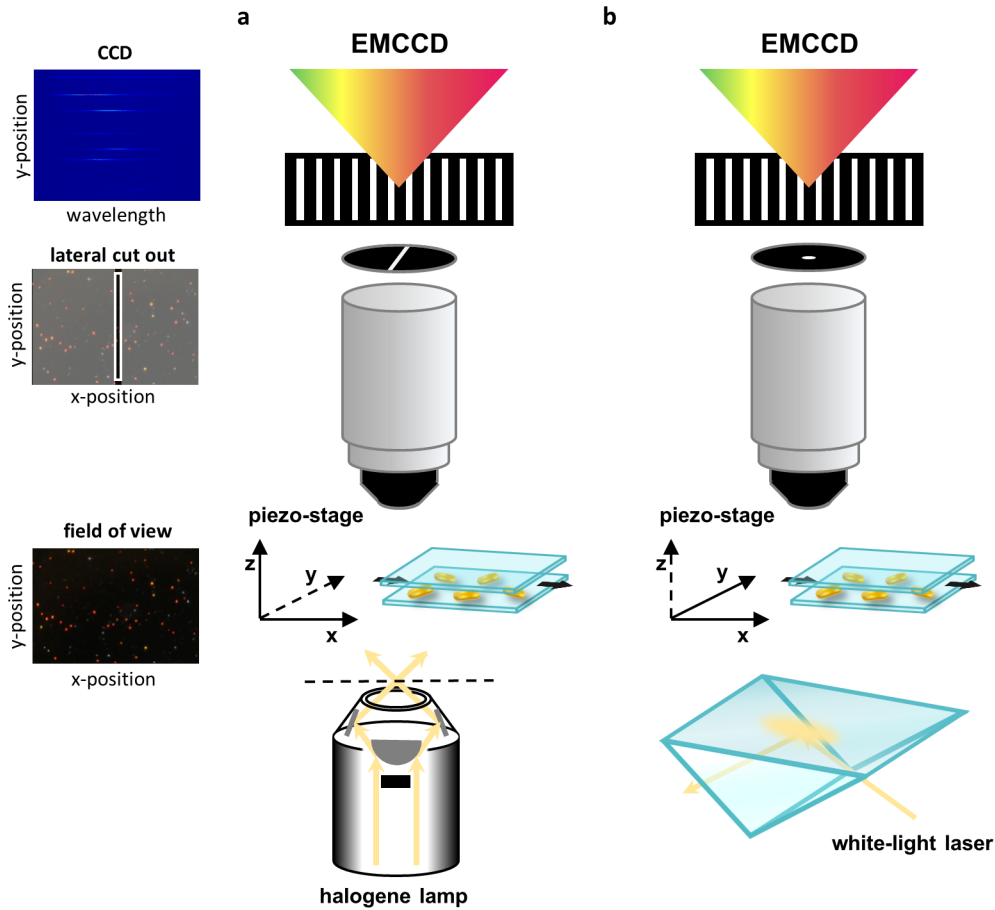 a
b
CCD
y-position
wavelength
EMCCD
EMCCD
lateral cut out
y-position
x-position
field of view
y-position
x-position
piezo-stage
z
y
x
piezo-stage
z
y
x
halogene lamp
white-light laser